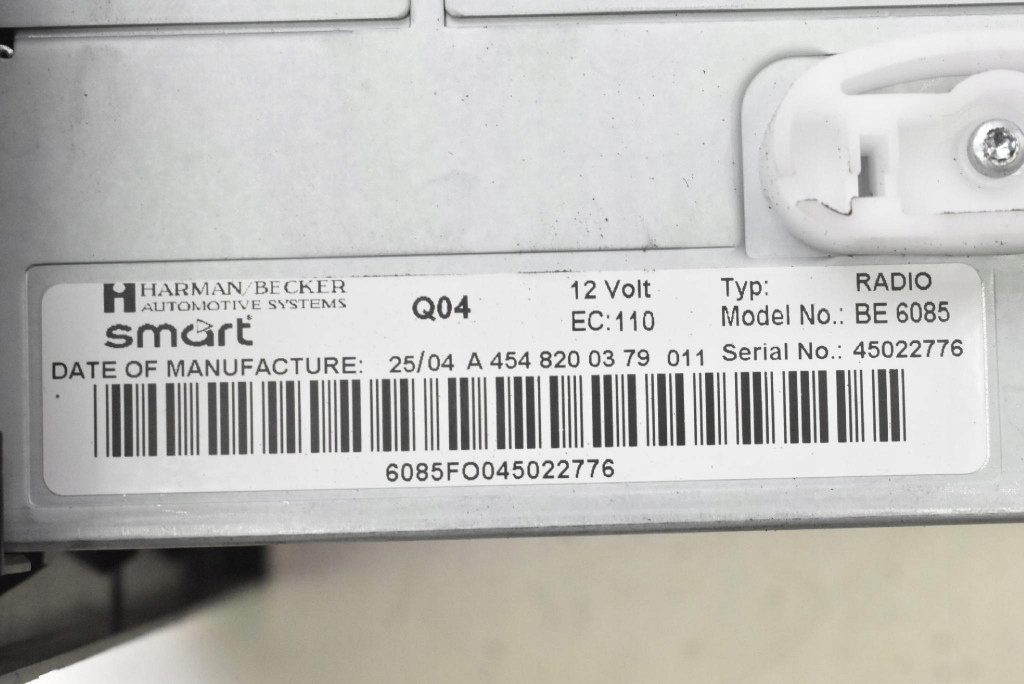 HARMAN/BECKER
AUTOMOTIVE SYSTEMS
smart
Q04
12 Volt
EC:110
Typ: RADIO
Model No.: BE 6085
Serial No.: 45022776
DATE OF MANUFACTURE: 25/04 A 454 820 03 79 011
6085FO045022776